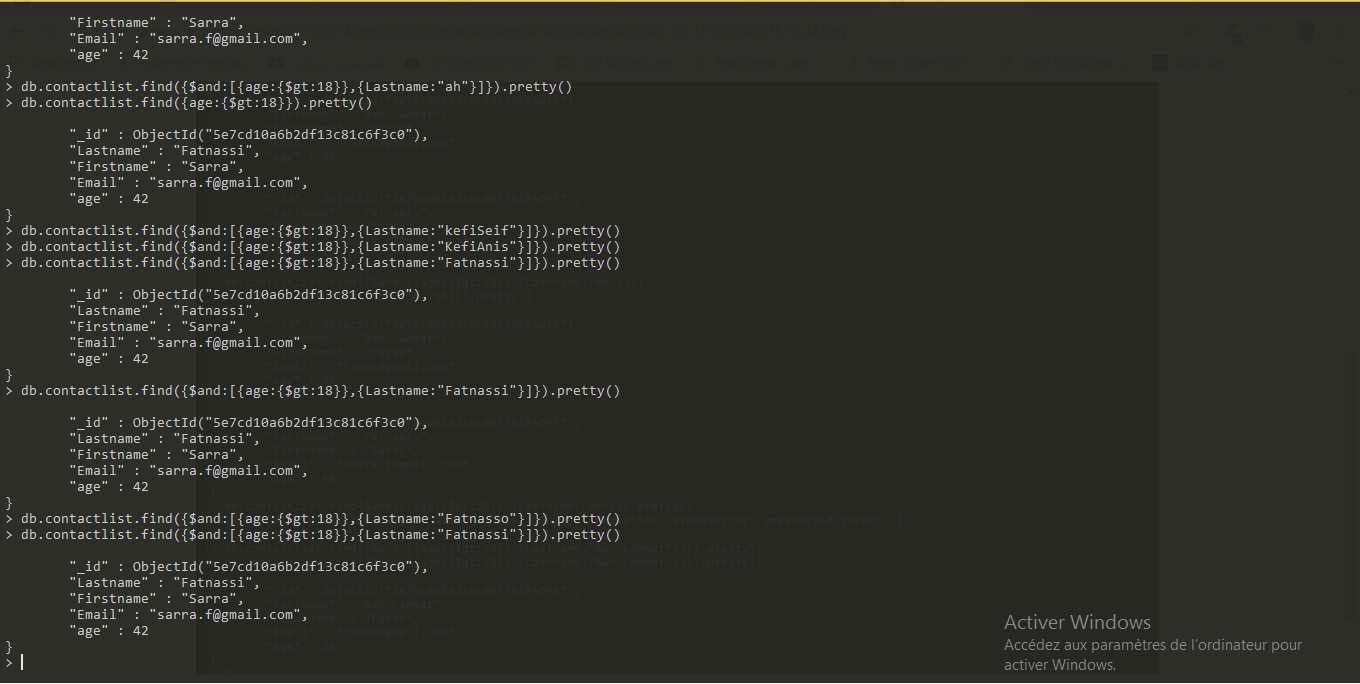 "Firstname" : "Sarra",
"Email" : "sarra.f@gmail.com",
"age" : 42
}
> db.contactlist.find({$and:[{age:{$gt:18}},{Lastname:"ah"}]}).pretty()
> db.contactlist.find({age:{$gt:18}}).pretty()
"_id" : ObjectId("5e7cd10a6b2df13c81c6f3c0"),
"Lastname" : "Fatnassi",
"Firstname" : "Sarra",
"Email" : "sarra.f@gmail.com",
"age" : 42
}
> db.contactlist.find({$and:[{age:{$gt:18}},{Lastname:"kefiSeif"}]}).pretty()
> db.contactlist.find({$and:[{age:{$gt:18}},{Lastname:"KefiAnis"}]}).pretty()
> db.contactlist.find({$and:[{age:{$gt:18}},{Lastname:"Fatnassi"}]}).pretty()
"_id" : ObjectId("5e7cd10a6b2df13c81c6f3c0"),
"Lastname" : "Fatnassi",
"Firstname" : "Sarra",
"Email" : "sarra.f@gmail.com",
"age" : 42
}
> db.contactlist.find({$and:[{age:{$gt:18}},{Lastname:"Fatnassi"}]}).pretty()
"_id" : ObjectId("5e7cd10a6b2df13c81c6f3c0"),
"Lastname" : "Fatnassi",
"Firstname" : "Sarra",
"Email" : "sarra.f@gmail.com",
"age" : 42
}
> db.contactlist.find({$and:[{age:{$gt:18}},{Lastname:"Fatnasso"}]}).pretty()
> db.contactlist.find({$and:[{age:{$gt:18}},{Lastname:"Fatnassi"}]}).pretty()
"_id" : ObjectId("5e7cd10a6b2df13c81c6f3c0"),
"Lastname" : "Fatnassi",
"Firstname" : "Sarra",
"Email" : "sarra.f@gmail.com",
"age" : 42
}
>
Activer Windows
Accédez aux paramètres de l'ordinateur pour
activer Windows.